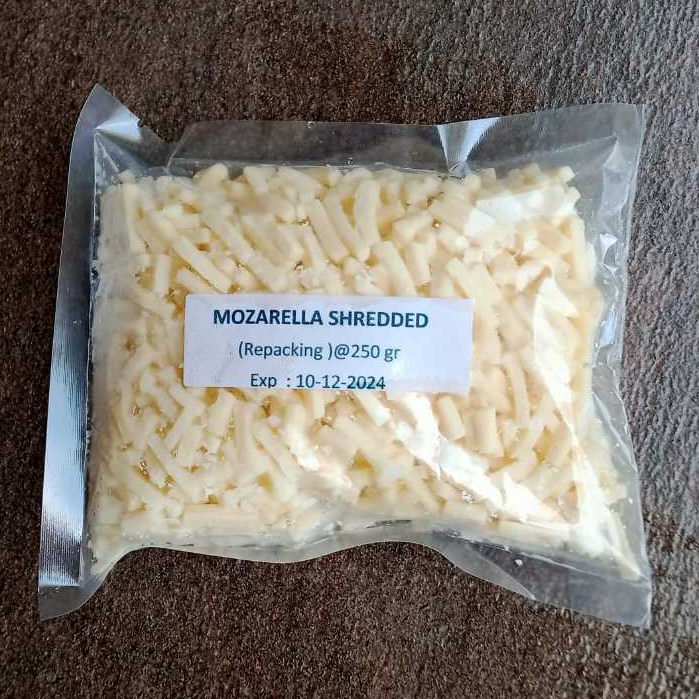 MOZARELLA SHREDDED
(Repacking )@250 gr
Exp : 10-12-2024